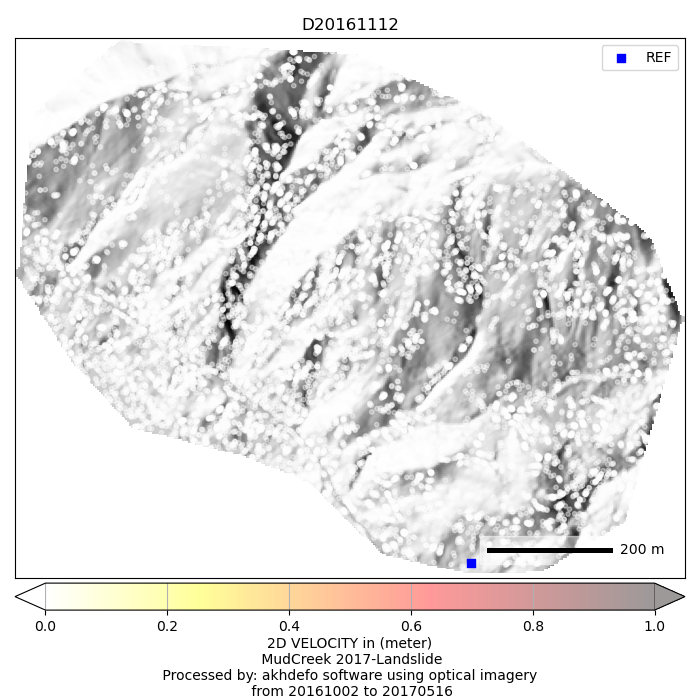 D20161112
REF
200 m
0.0 0.2 0.4 0.6 0.8 1.0
2D VELOCITY in (meter)
MudCreek 2017-Landslide
Processed by: akhdefo software using optical imagery
from 20161002 to 20170516